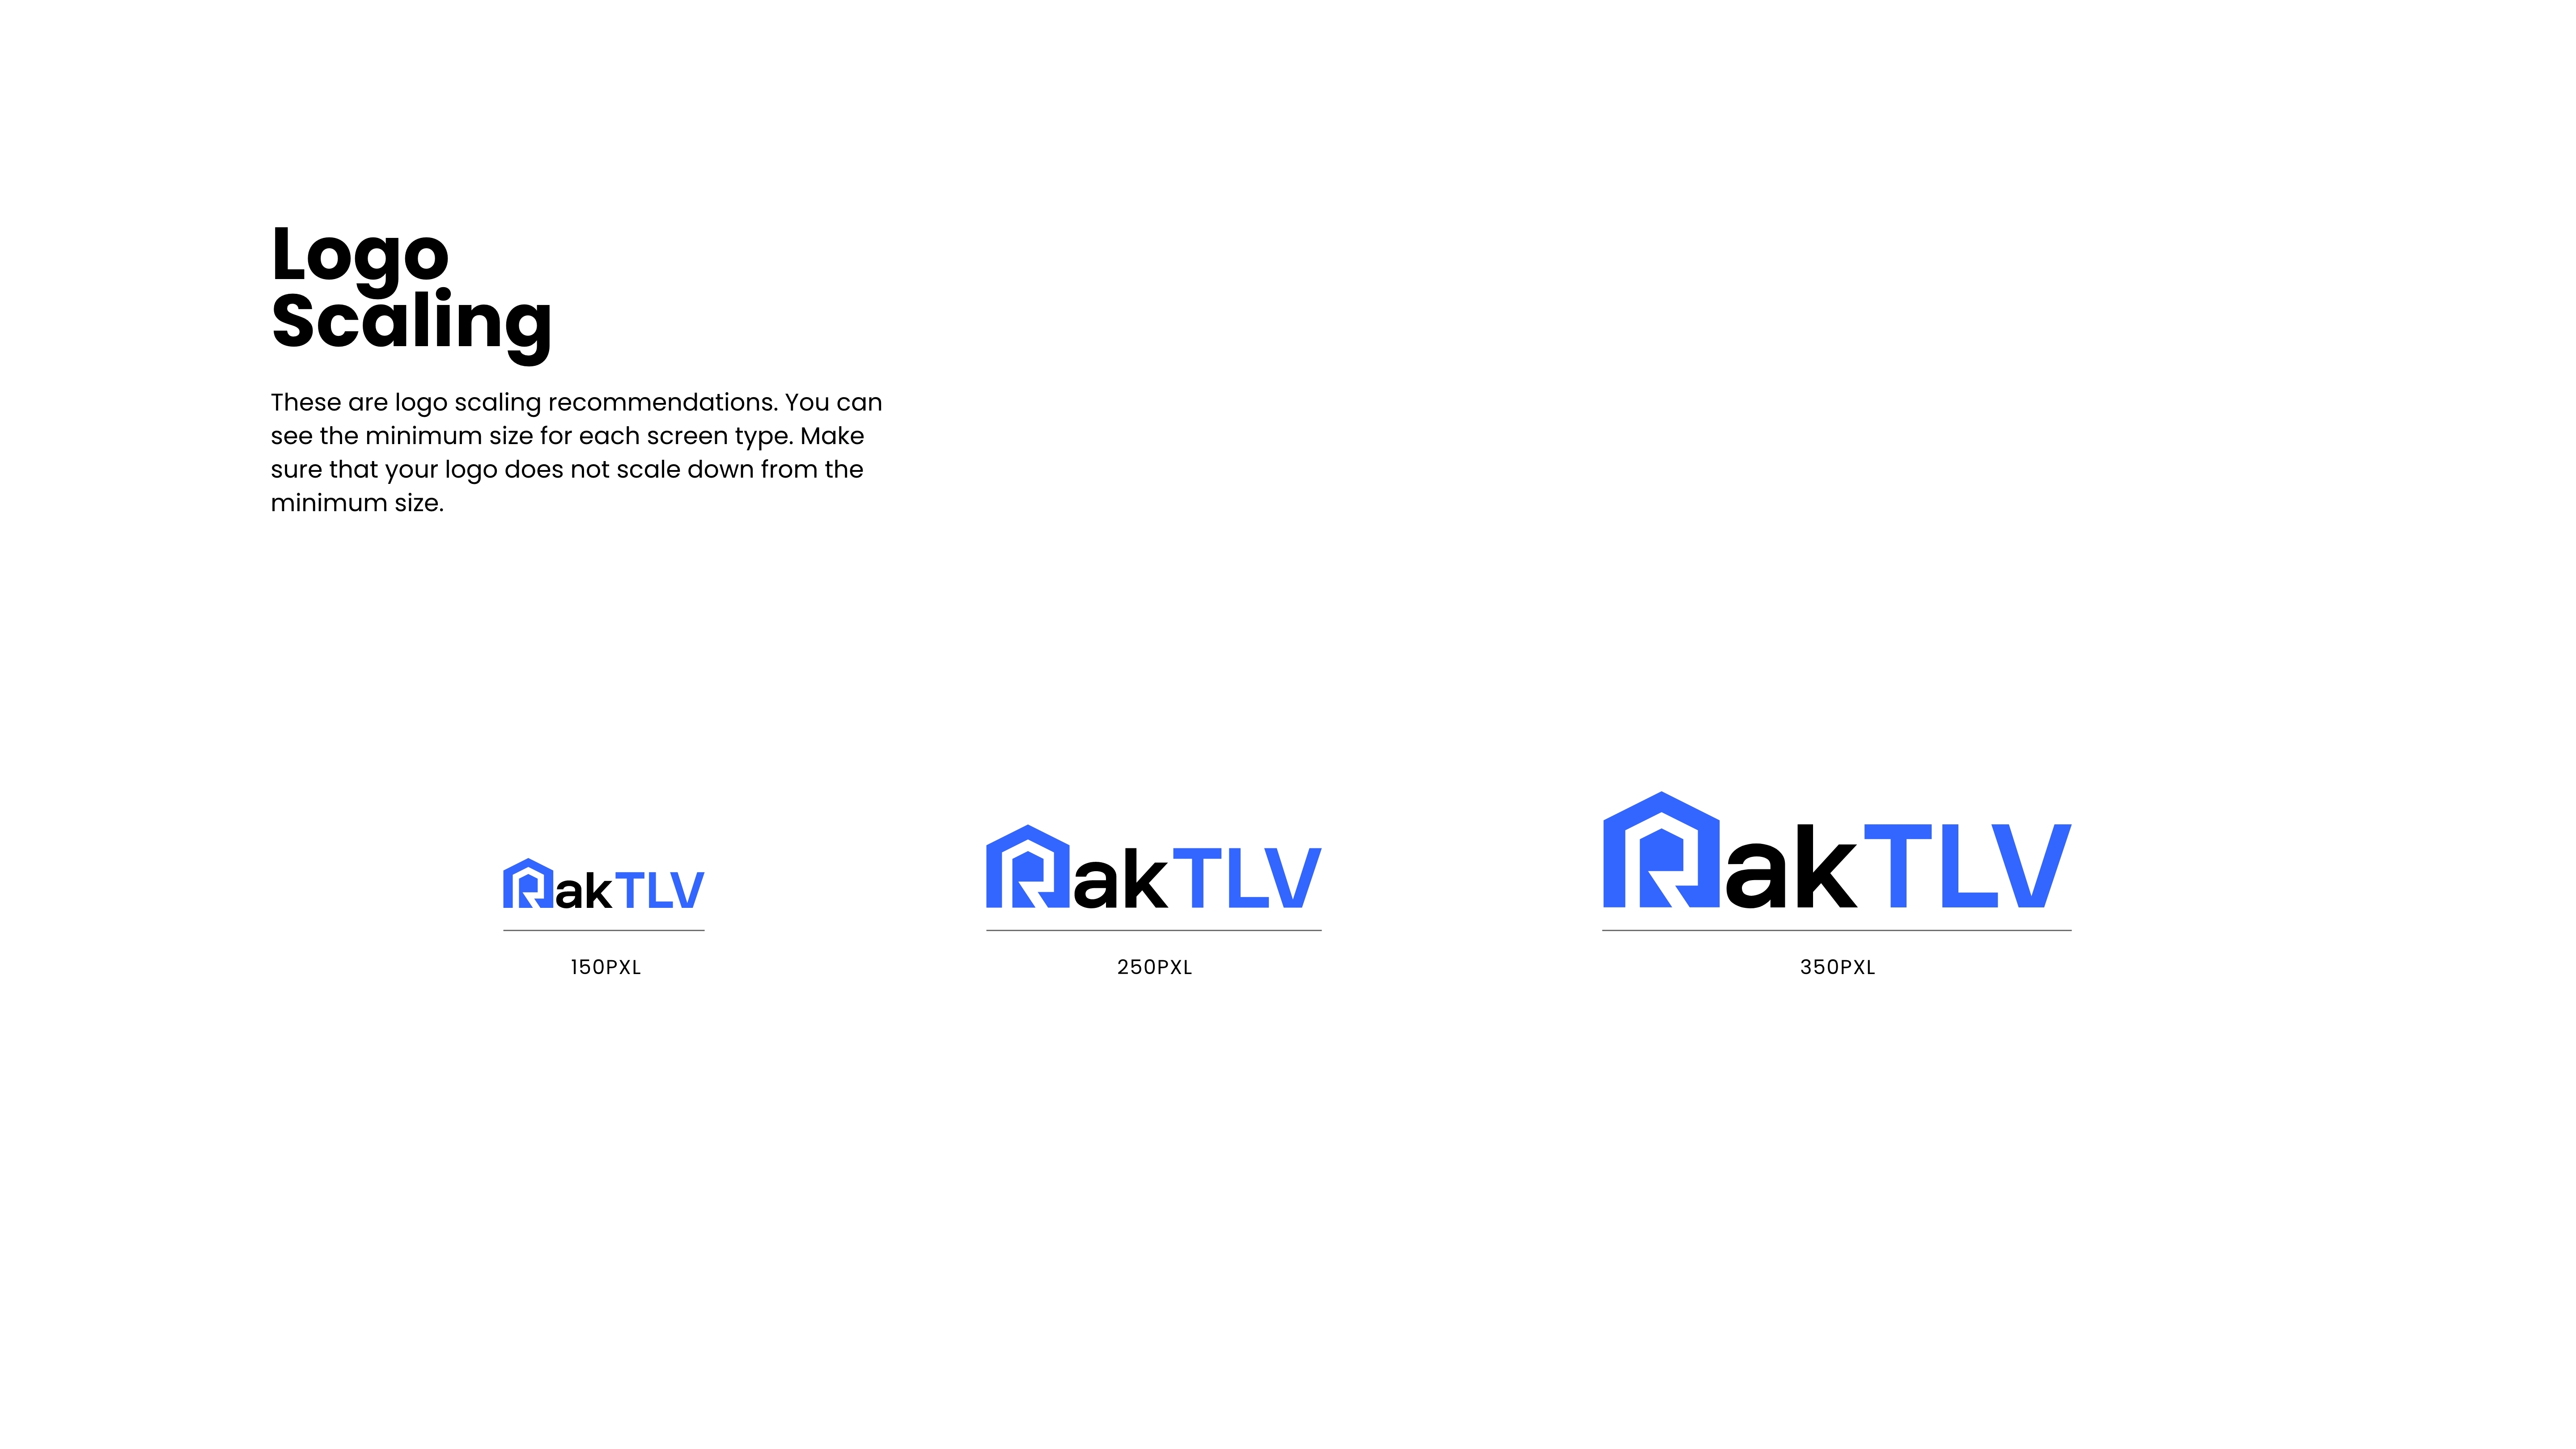 Logo
Scaling
These are logo scaling recommendations. You can
see the minimum size for each screen type. Make
sure that your logo does not scale down from the
minimum size.
RakTLV
150PXL
RakTLV
250PXL
RakTLV
350PXL